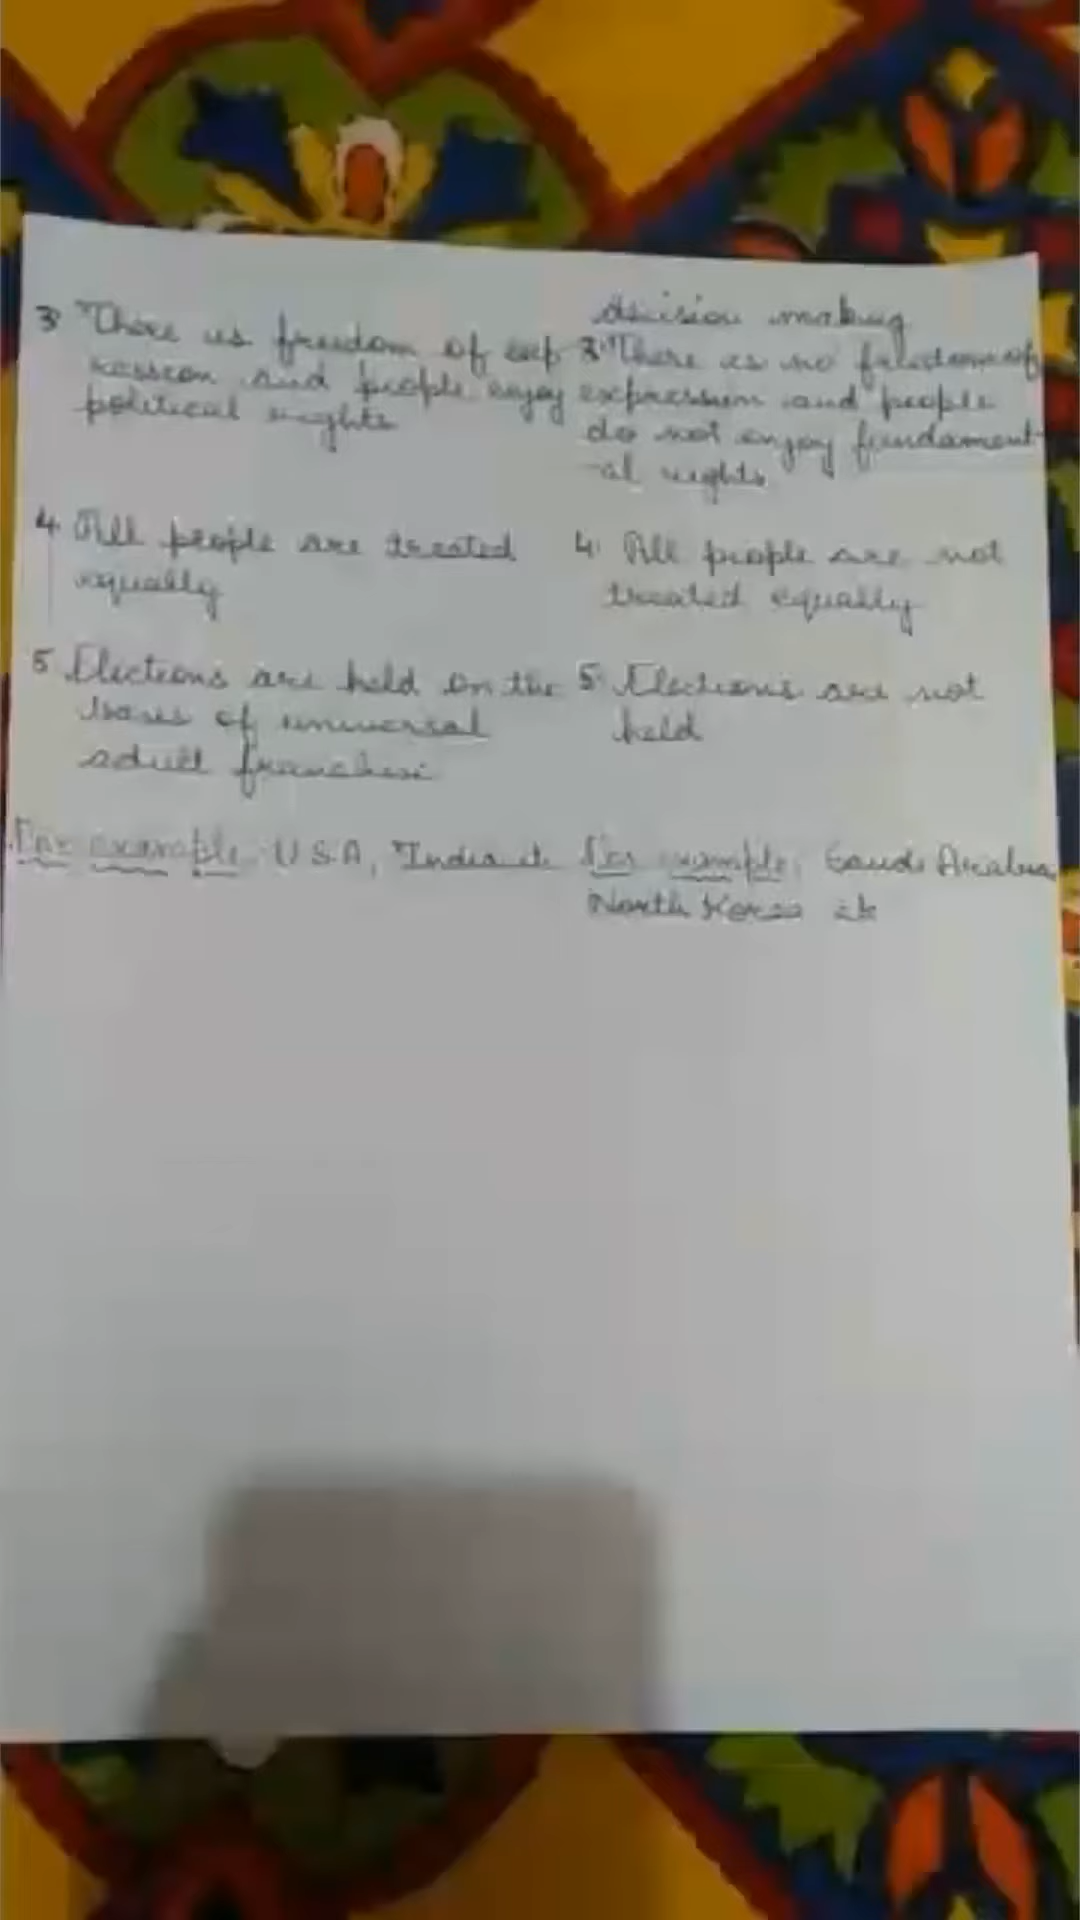 decision making
3 There is freedom of exp
ression and people enjoy
political rights
3. There is no freedom of
expression and people
do not enjoy fundament-
-al rights
4. All people are treated
equally
4. All people are not
treated equally
5. Elections are held on the
basis of universal
adult franchise
5. Elections are not
held
For example, U.S.A, India
For example, Saudi Arabia
North Korea